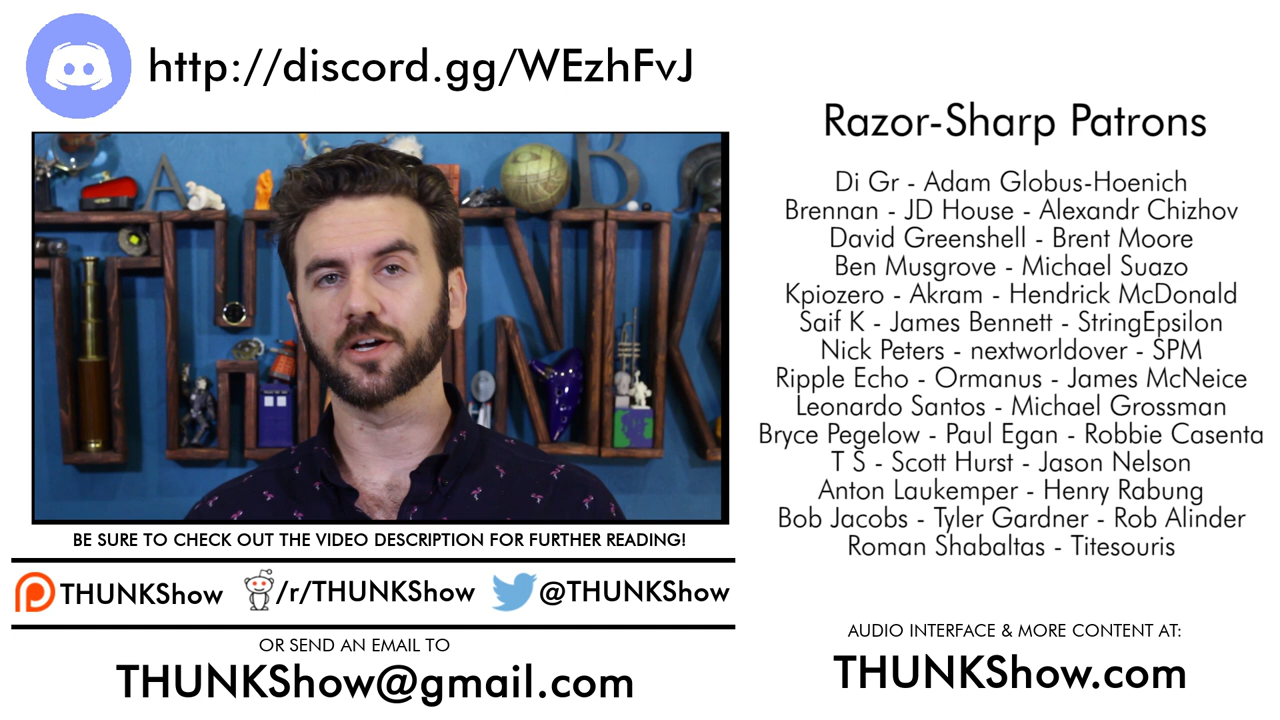 http://discord.gg/WEzhFvJ
A
B
THUNK
BE SURE TO CHECK OUT THE VIDEO DESCRIPTION FOR FURTHER READING!
THUNKShow
/r/THUNKShow
@THUNKShow
OR SEND AN EMAIL TO
THUNKShow@gmail.com
Razor-Sharp Patrons
Di Gr - Adam Globus-Hoenich
Brennan - JD House - Alexandr Chizhov
David Greenshell - Brent Moore
Ben Musgrove - Michael Suazo
Kpiozero - Akram - Hendrick McDonald
Saif K - James Bennett - StringEpsilon
Nick Peters - nextworldover - SPM
Ripple Echo - Ormanus - James McNeice
Leonardo Santos - Michael Grossman
Bryce Pegelow - Paul Egan - Robbie Casenta
T S - Scott Hurst - Jason Nelson
Anton Laukemper - Henry Rabung
Bob Jacobs - Tyler Gardner - Rob Alinder
Roman Shabaltas - Titesouris
AUDIO INTERFACE & MORE CONTENT AT:
THUNKShow.com